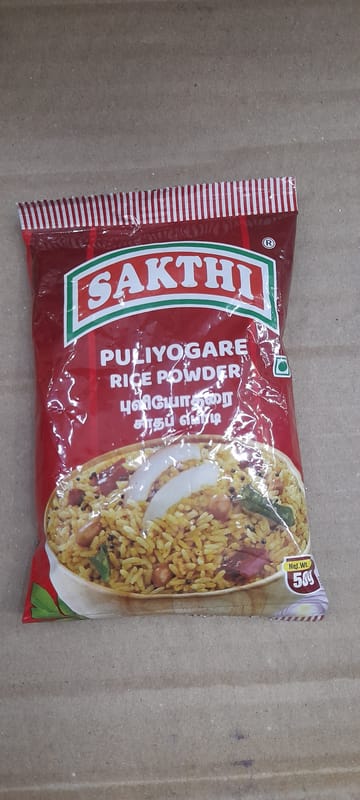 ®
SAKTHI
PULIYOGARE
RICE POWDER
புளியோதரை
சாதப் பொடி
Net. Wt.
50g